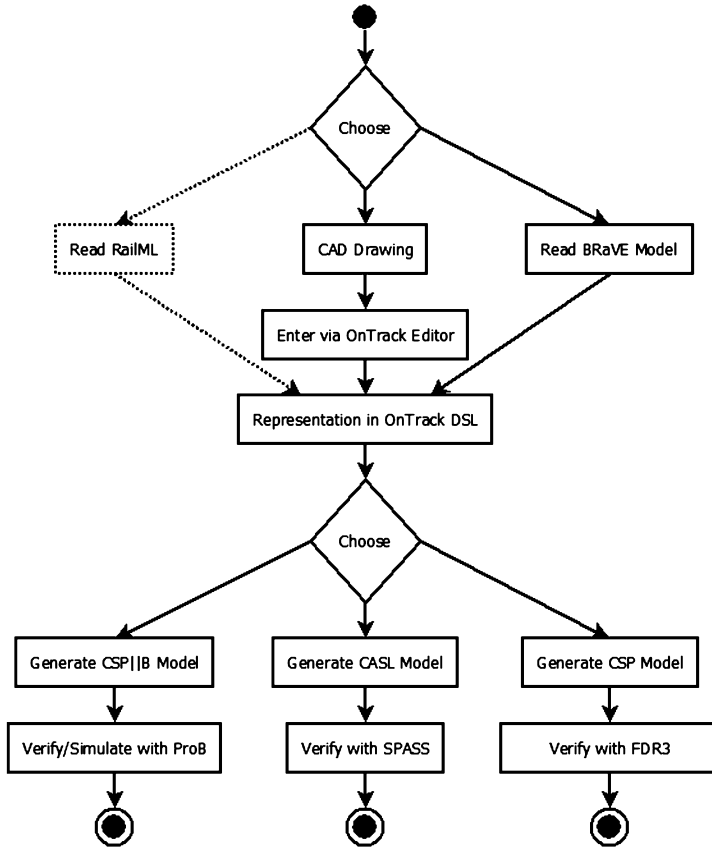 Choose
Read RailML
CAD Drawing
Read BRaVE Model
Enter via OnTrack Editor
Representation in OnTrack DSL
Choose
Generate CSP||B Model
Generate CASL Model
Generate CSP Model
Verify/Simulate with ProB
Verify with SPASS
Verify with FDR3